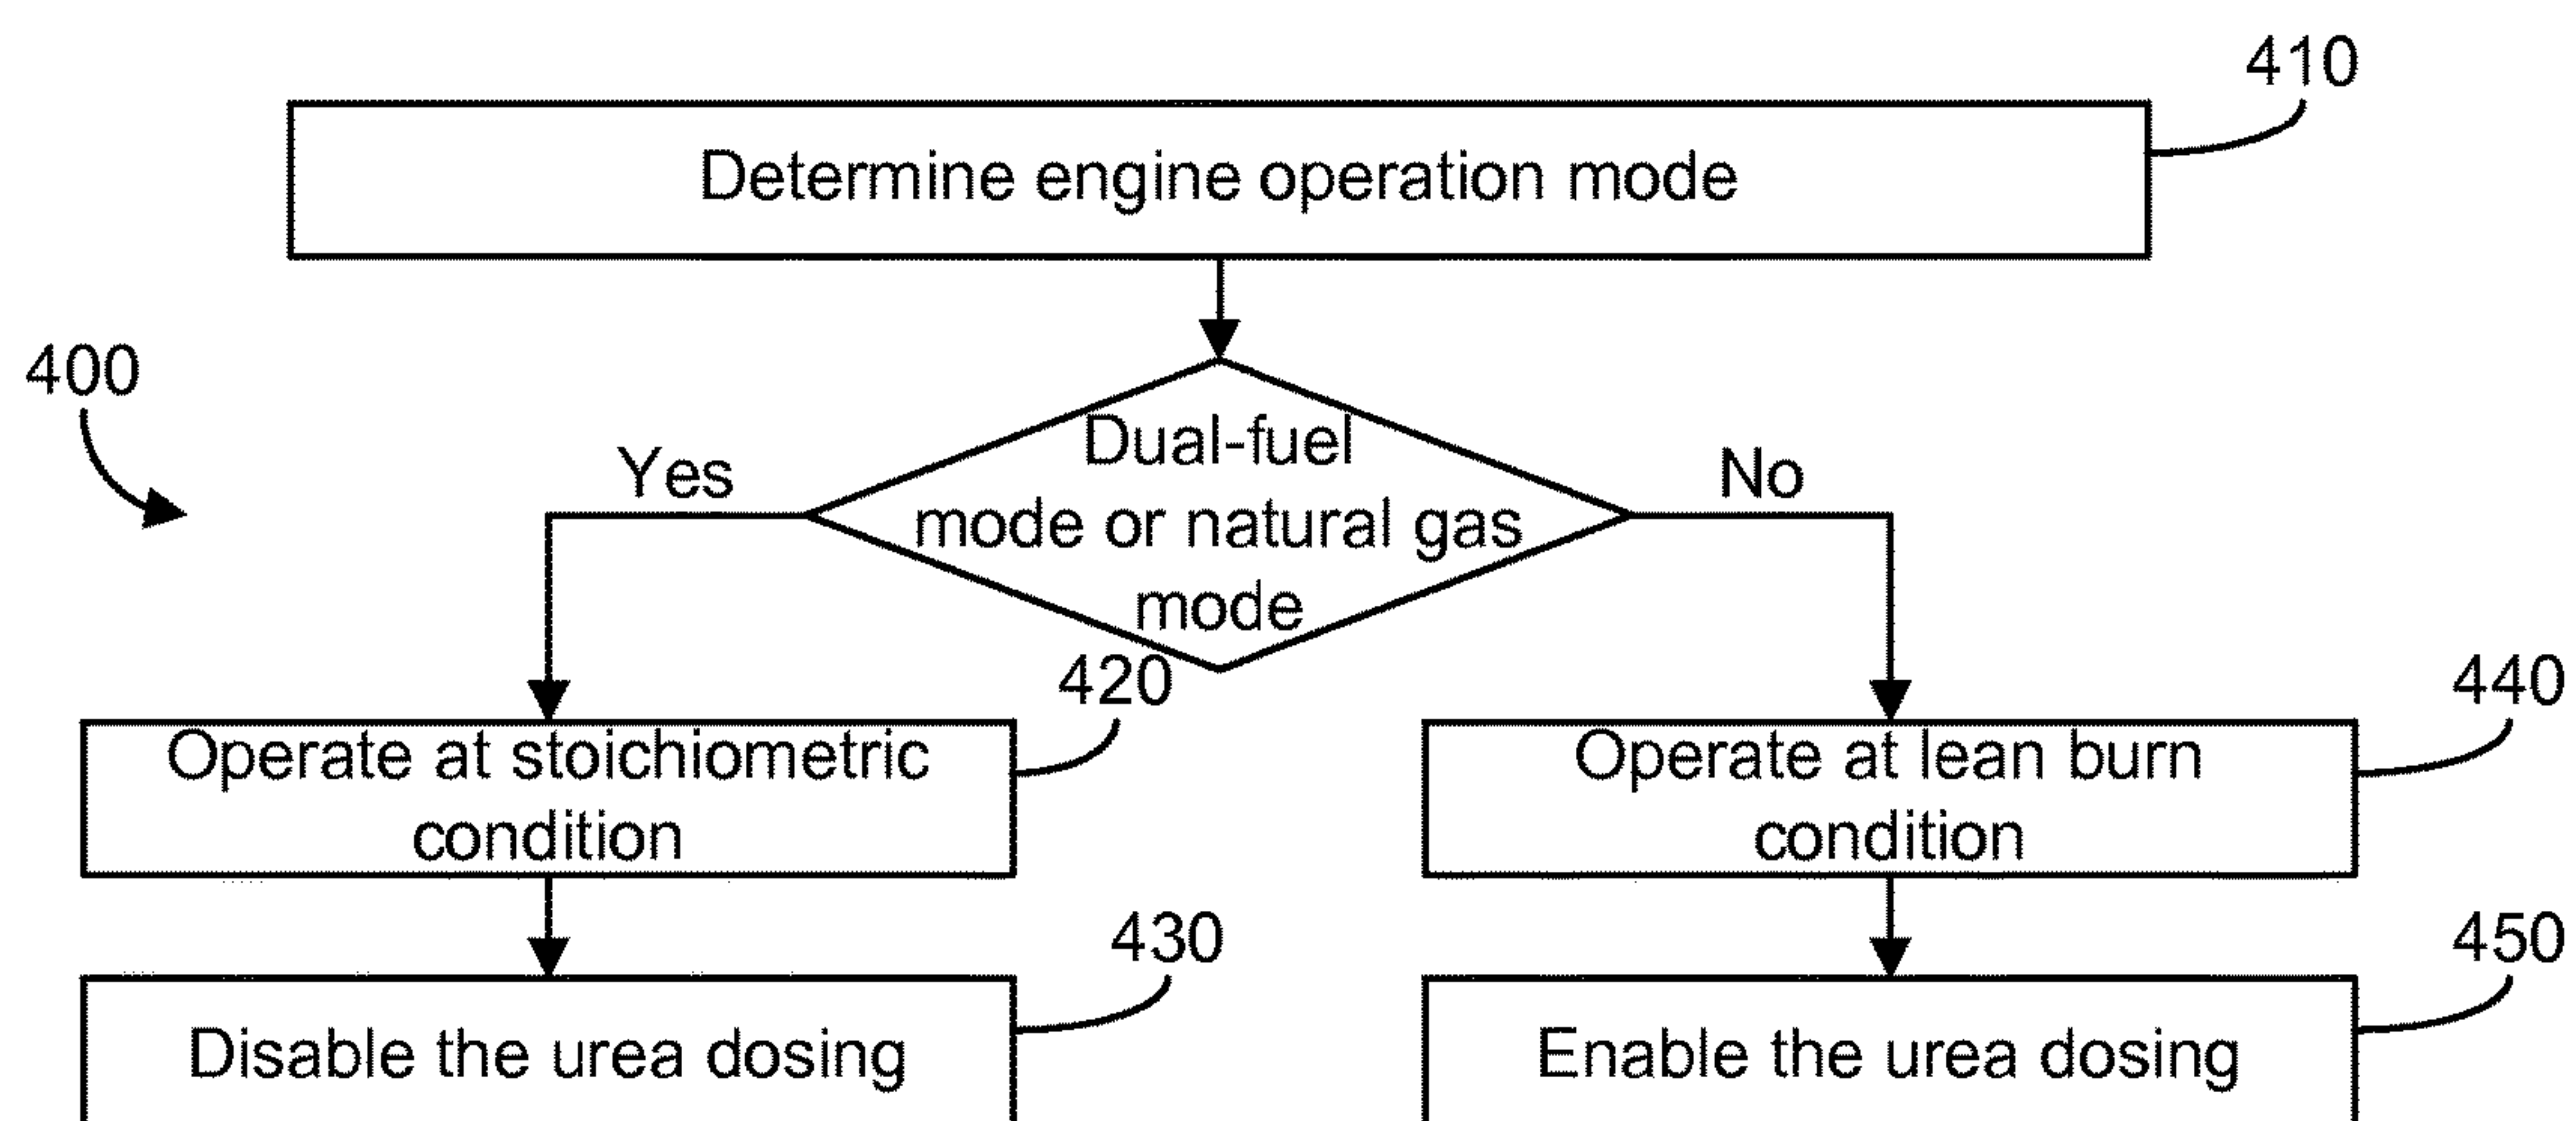 410
Determine engine operation mode
400
Dual-fuel
mode or natural gas
mode
Yes
No
420
Operate at stoichiometric
condition
440
Operate at lean burn
condition
430
Disable the urea dosing
450
Enable the urea dosing